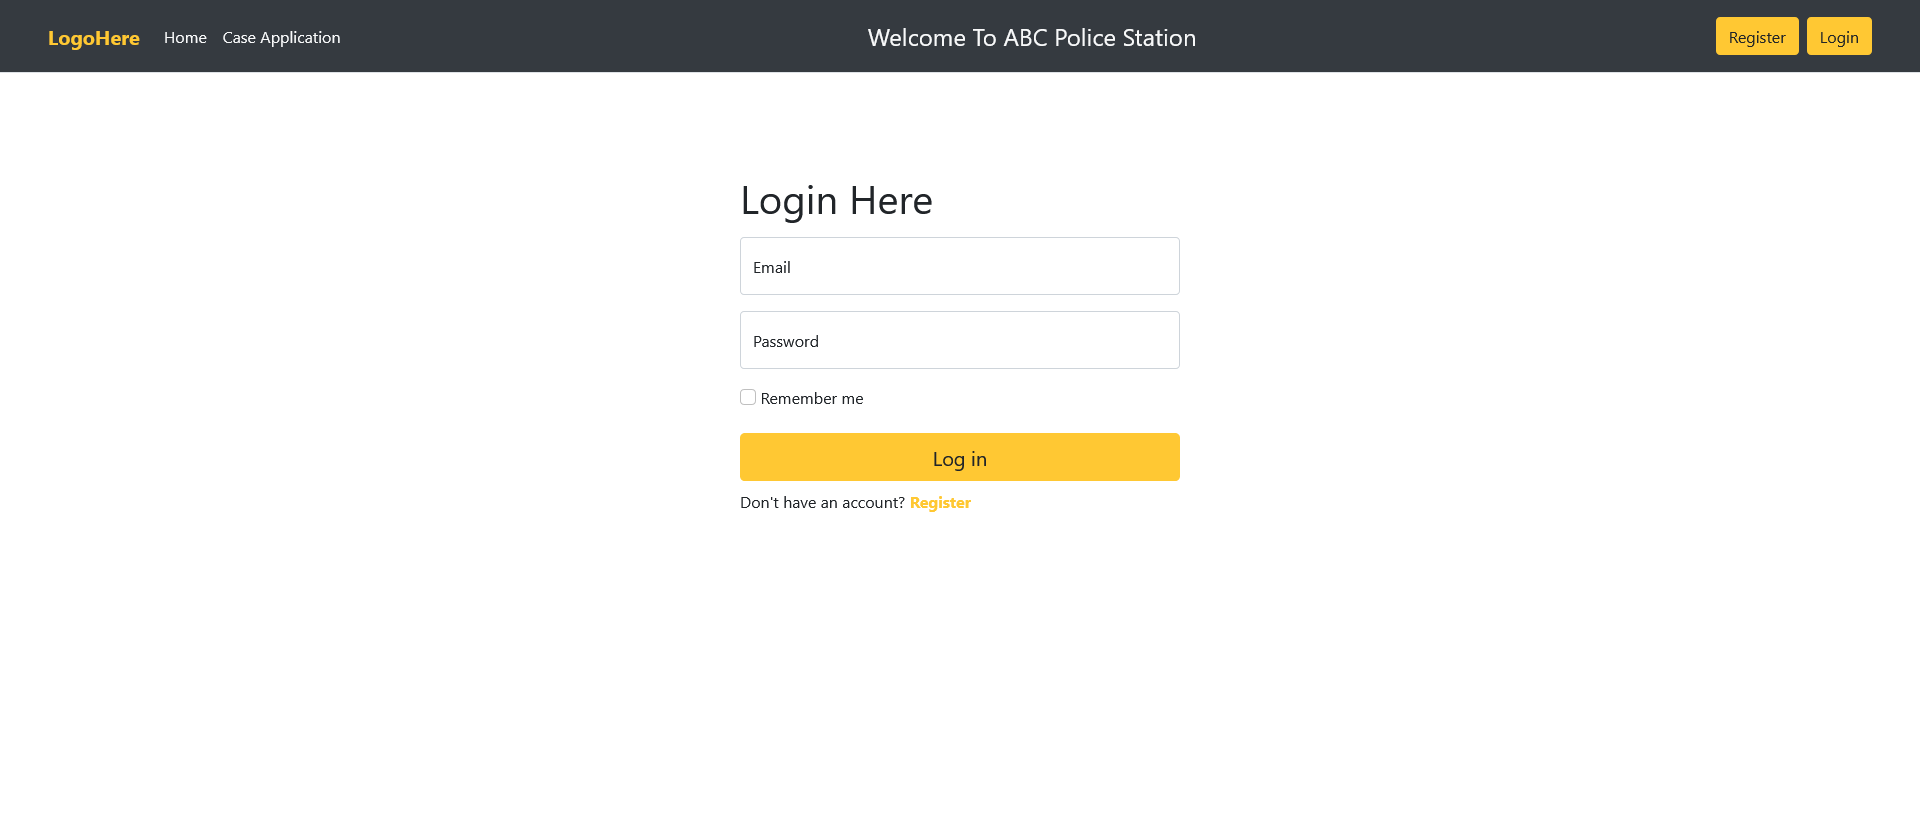 LogoHere Home Case Application Welcome To ABC Police Station Register Login
Login Here
Email
Password
Remember me
Log in
Don't have an account? Register